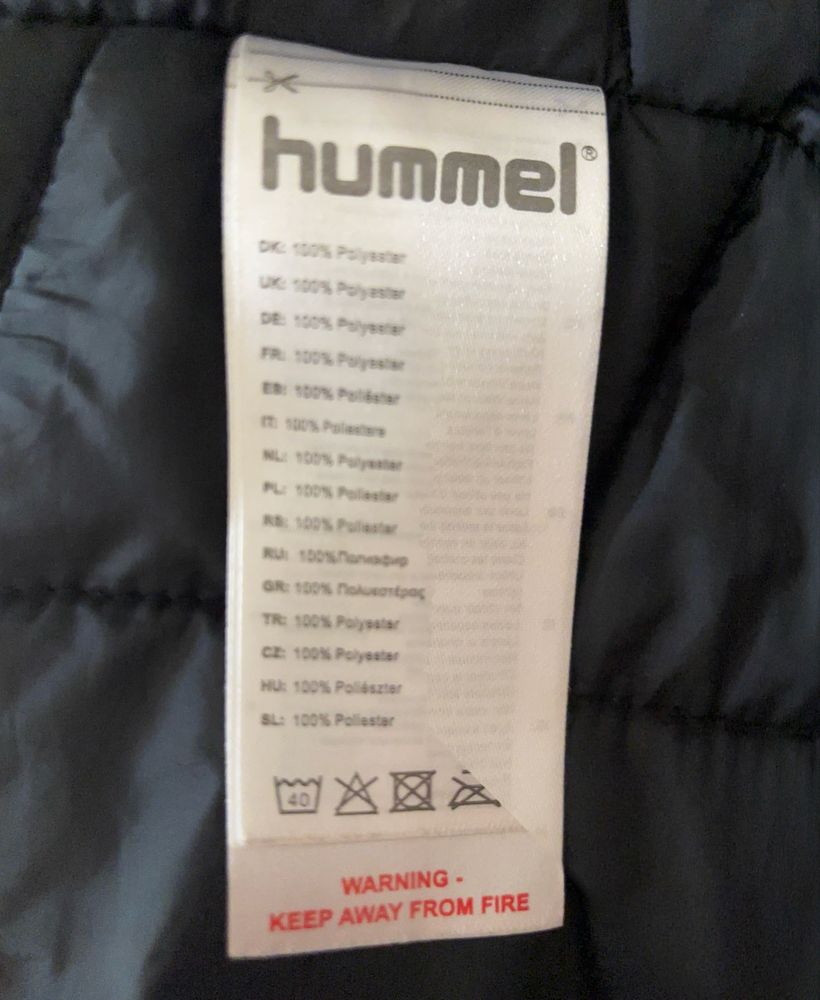 hummel®
DK: 100% Polyester
UK: 100% Polyester
DE: 100% Polyester
FR: 100% Polyester
ES: 100% Poliéster
IT: 100% Poliestere
NL: 100% Polyester
PL: 100% Poliester
RS: 100% Poliester
RU: 100%Полиэфир
GR: 100% Πολυεστέρας
TR: 100% Polyester
CZ: 100% Polyester
HU: 100% Poliészter
SL: 100% Poliester
40
WARNING -
KEEP AWAY FROM FIRE